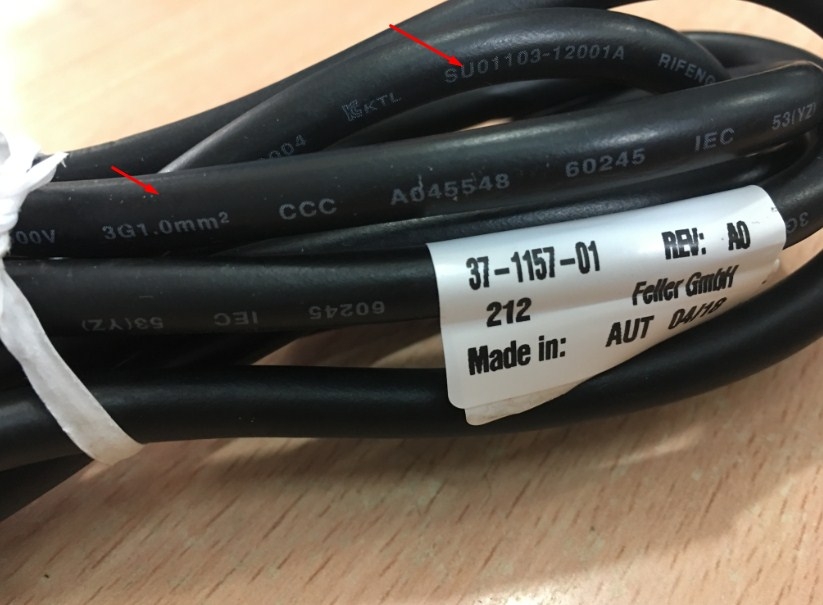 KTL SU01103-12001A RIFENG
004
00V 3G1.0mm² CCC A045548 60245 IEC 53(YZ)
60245 IEC 53(YZ)
3G
37-1157-01 REV: A0
212 Feller GmbH
Made in: AUT 04/18